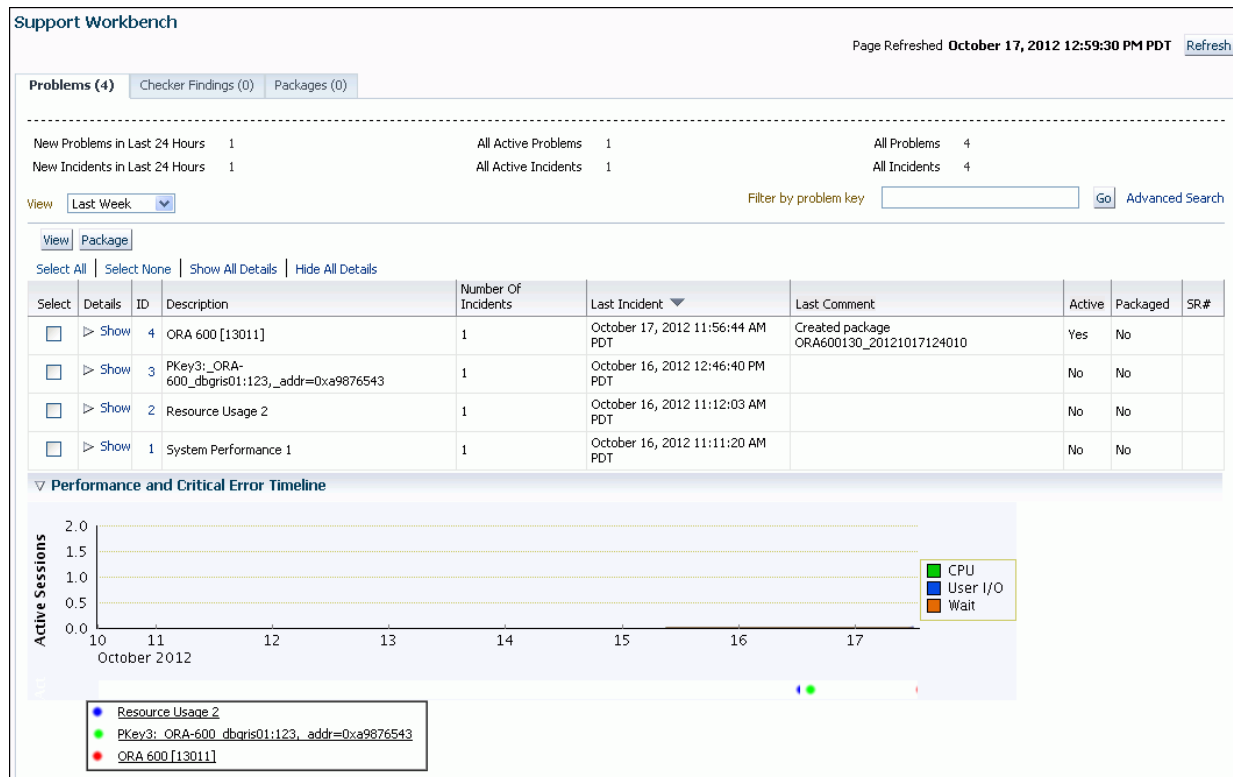 Support Workbench
Page Refreshed October 17, 2012 12:59:30 PM PDT Refresh
Problems (4) Checker Findings (0) Packages (0)
New Problems in Last 24 Hours 1 All Active Problems 1 All Problems 4
New Incidents in Last 24 Hours 1 All Active Incidents 1 All Incidents 4
View Last Week Filter by problem key Go Advanced Search
View Package
Select All Select None Show All Details Hide All Details
Select Details ID Description Number Of Incidents Last Incident Last Comment Active Packaged SR#
Show 4 ORA 600 [13011] 1 October 17, 2012 11:56:44 AM PDT Created package ORA600130_20121017124010 Yes No
Show 3 PKey3:_ORA-600_dbgris01:123,_addr=0xa9876543 1 October 16, 2012 12:46:40 PM PDT No No
Show 2 Resource Usage 2 1 October 16, 2012 11:12:03 AM PDT No No
Show 1 System Performance 1 1 October 16, 2012 11:11:20 AM PDT No No
Performance and Critical Error Timeline
Active Sessions
2.0
1.5
1.0
0.5
0.0
10 11 12 13 14 15 16 17
October 2012
CPU
User I/O
Wait
Resource Usage 2
PKey3:_ORA-600_dbgris01:123,_addr=0xa9876543
ORA 600 [13011]